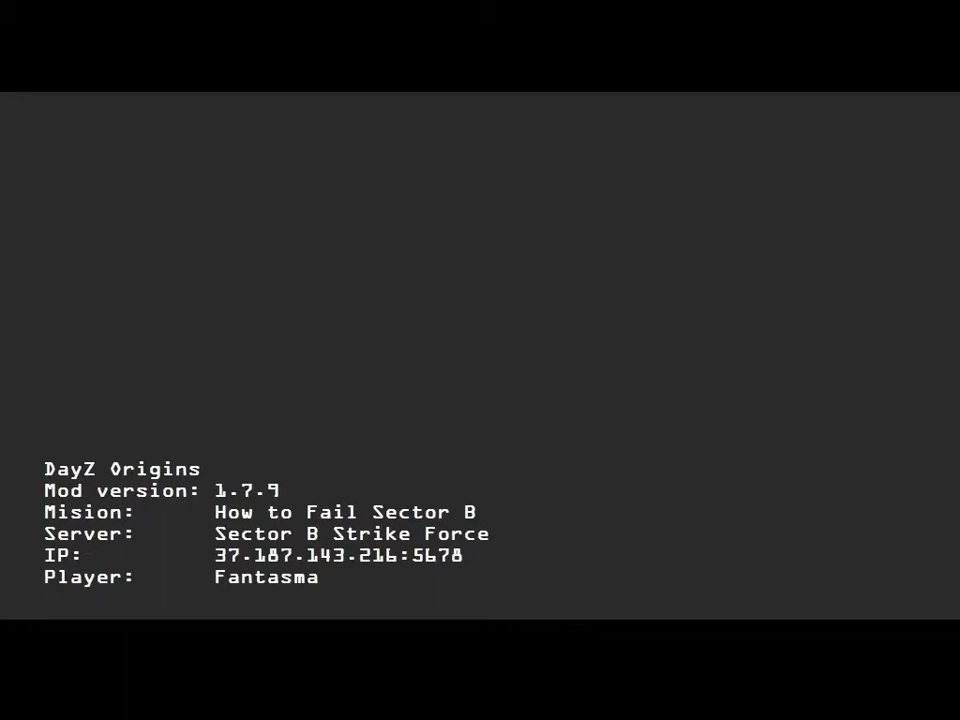 DayZ Origins
Mod version: 1.7.9
Mision: How to Fail Sector B
Server: Sector B Strike Force
IP: 37.187.143.216:5678
Player: Fantasma